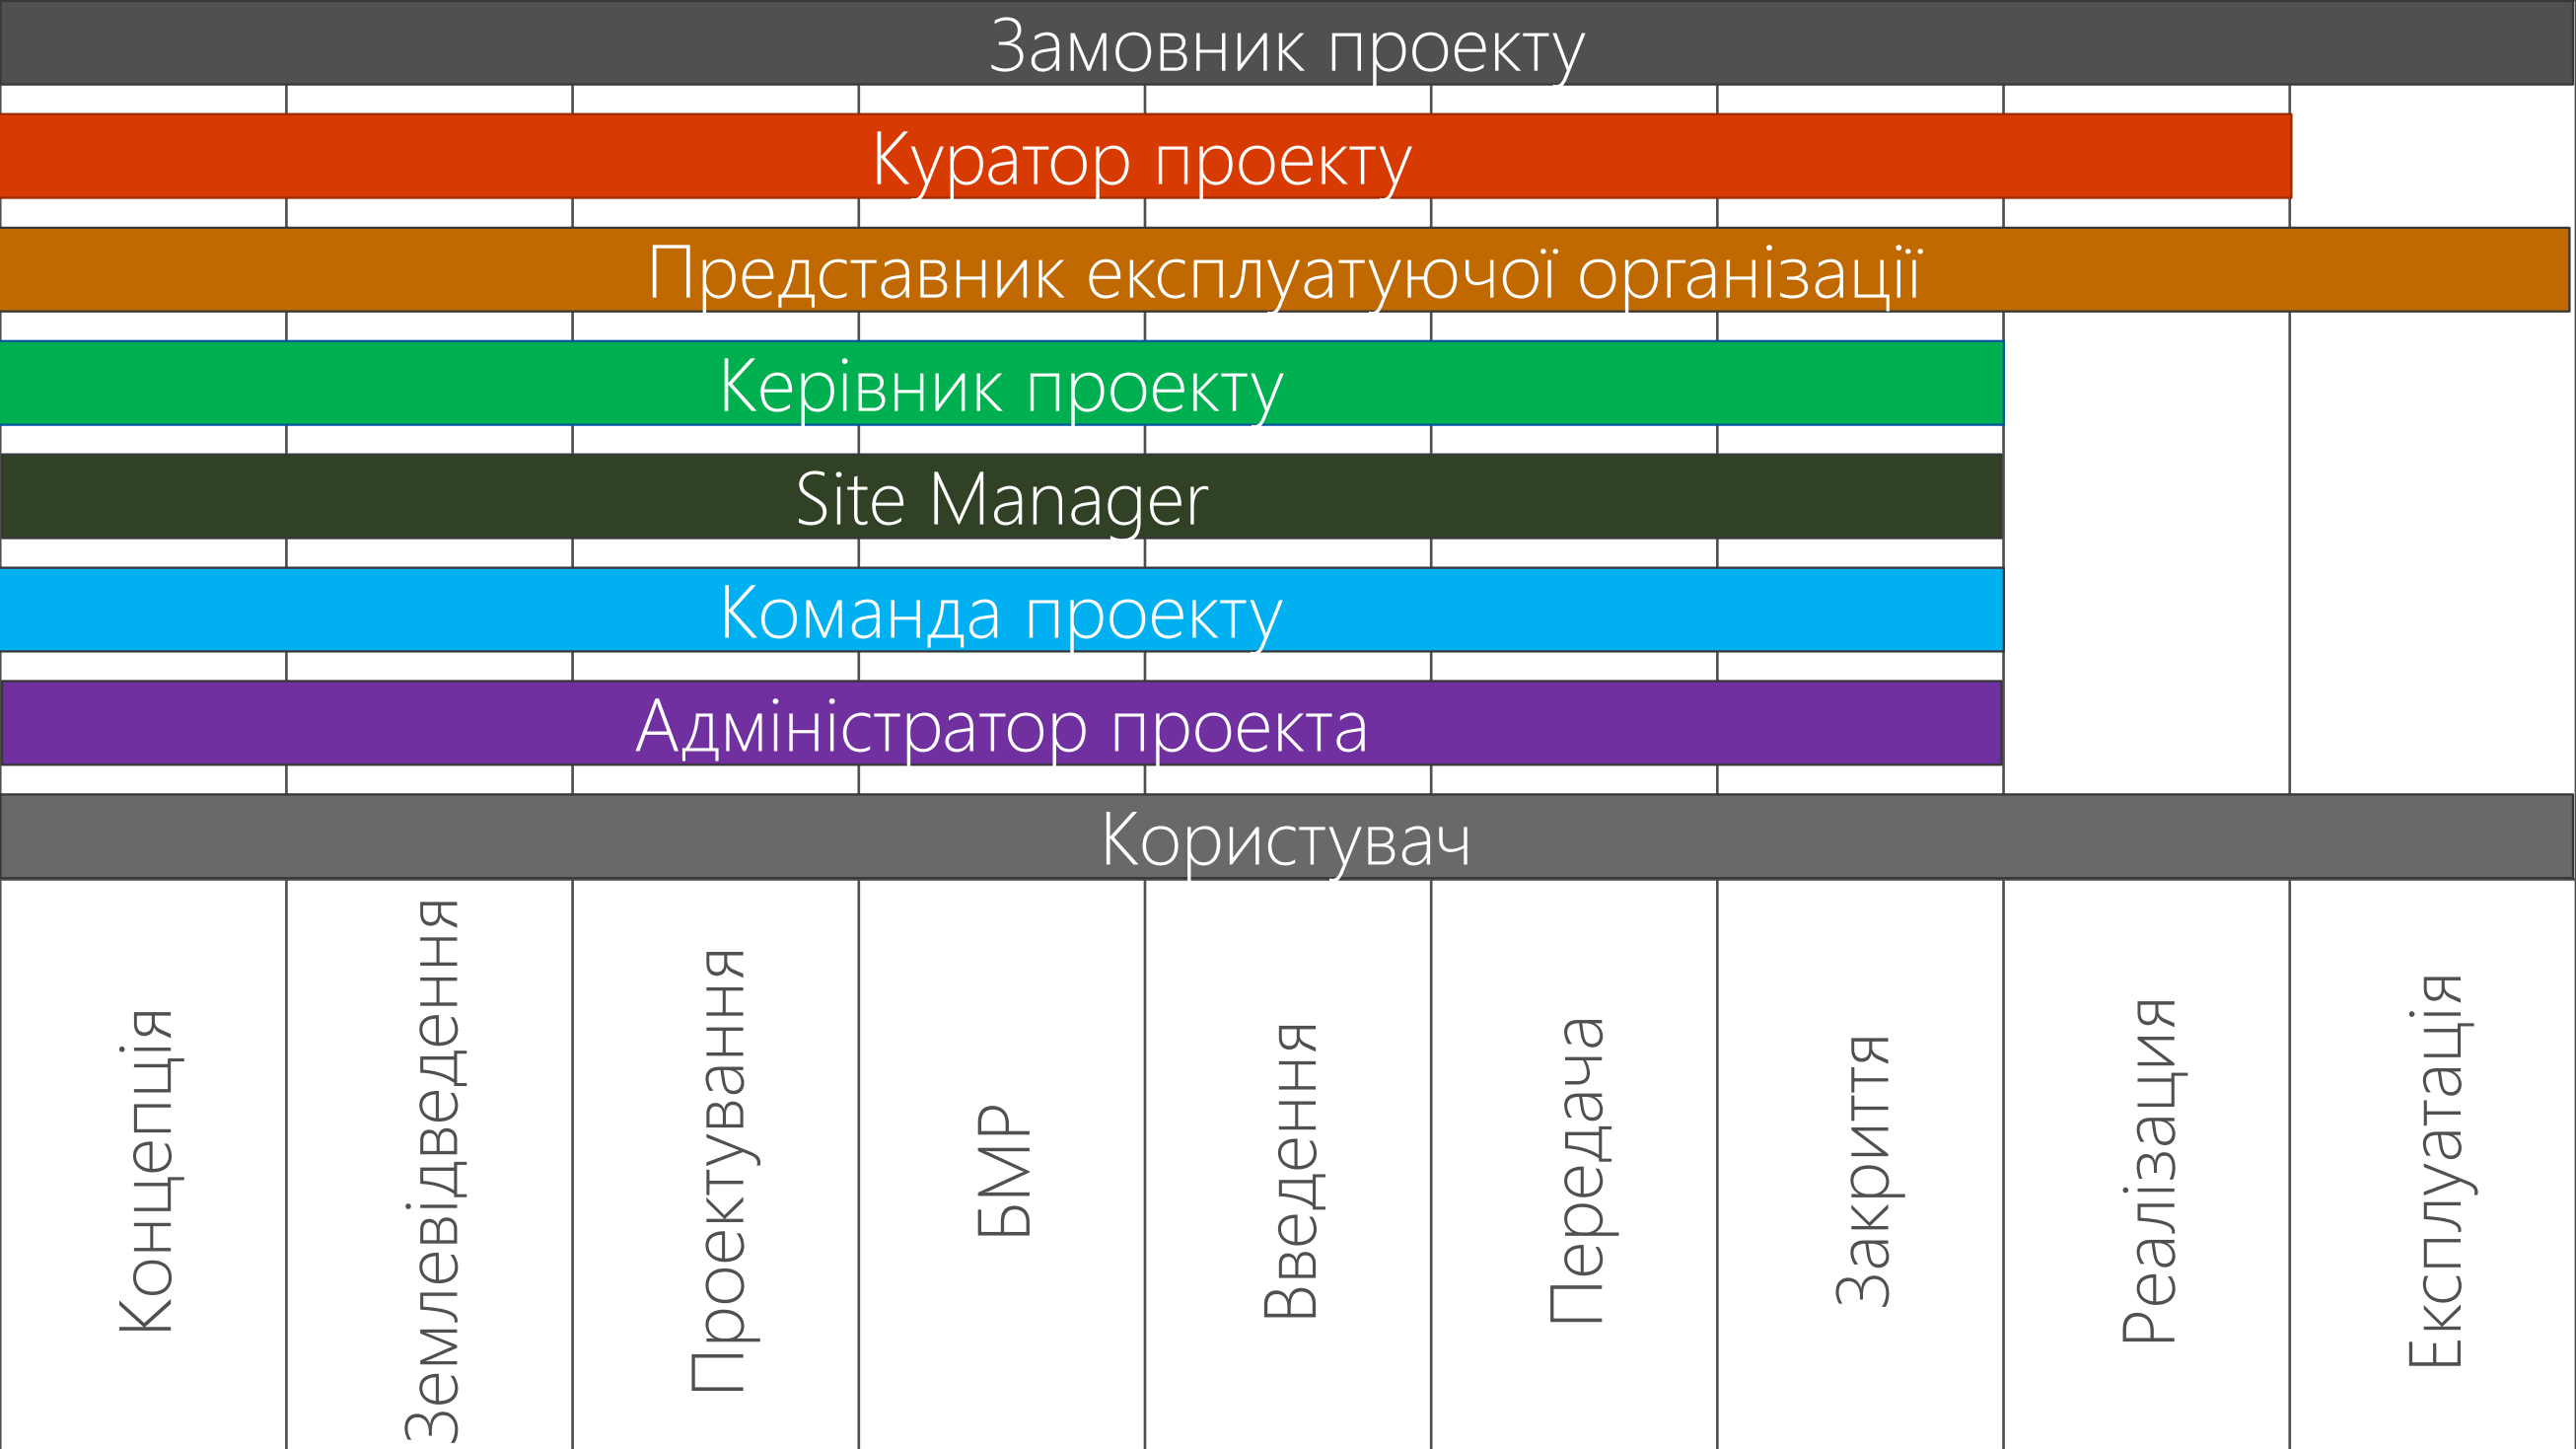 Замовник проекту
Куратор проекту
Представник експлуатуючої організації
Керівник проекту
Site Manager
Команда проекту
Адміністратор проекта
Користувач
Концепція
Землевідведення
Проектування
БМР
Введення
Передача
Закриття
Реалізация
Експлуатація